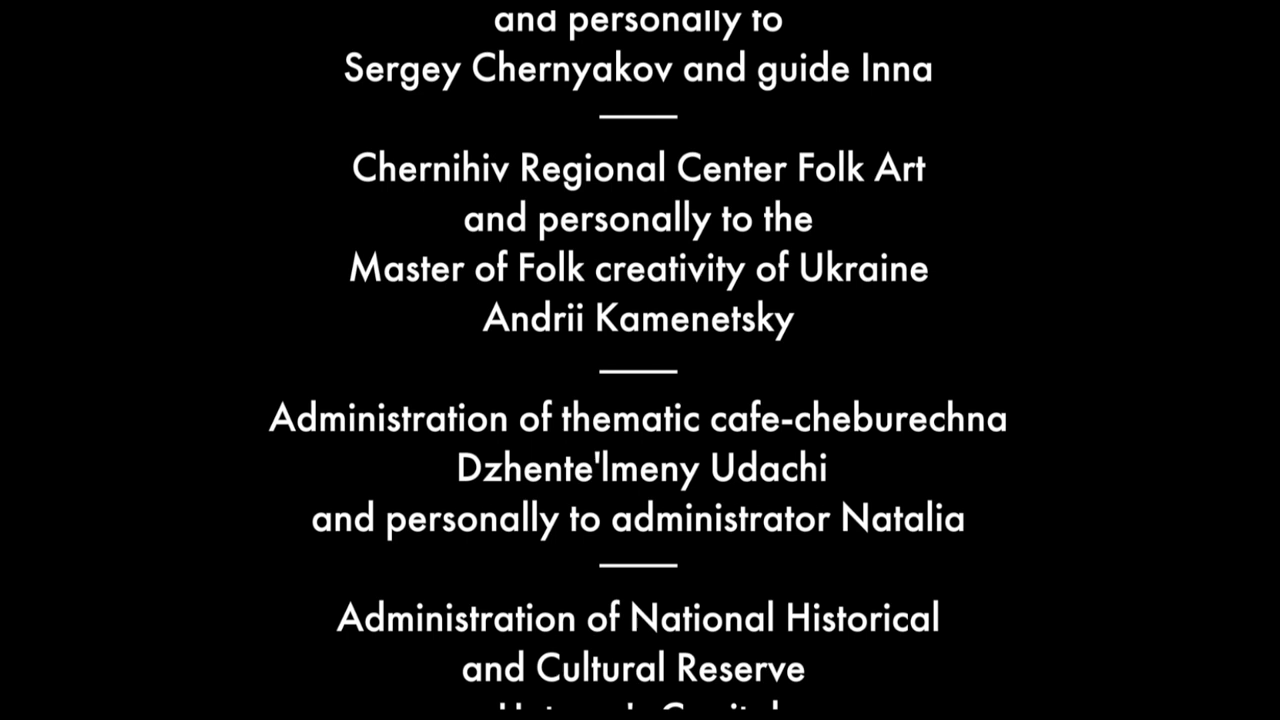 and personally to
Sergey Chernyakov and guide Inna
Chernihiv Regional Center Folk Art
and personally to the
Master of Folk creativity of Ukraine
Andrii Kamenetsky
Administration of thematic cafe-cheburechna
Dzhente'lmeny Udachi
and personally to administrator Natalia
Administration of National Historical
and Cultural Reserve